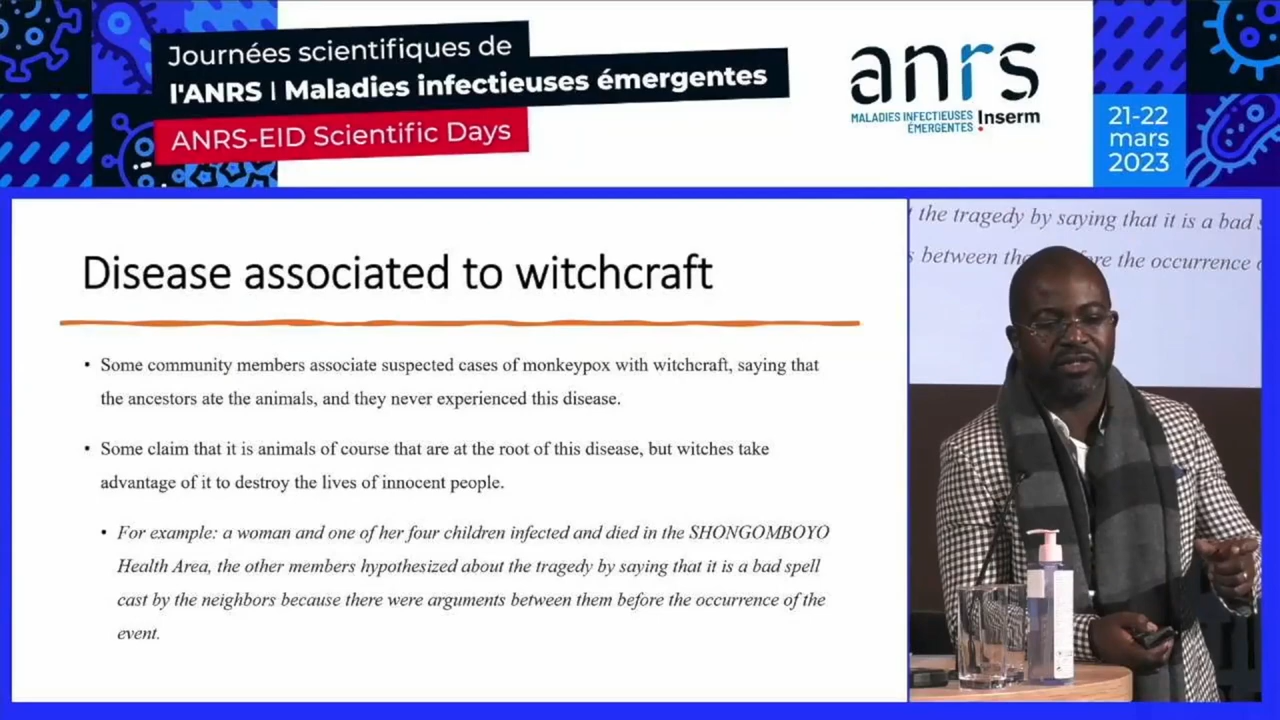 Journées scientifiques de
l'ANRS | Maladies infectieuses émergentes
ANRS-EID Scientific Days
anrs
MALADIES INFECTIEUSES
ÉMERGENTES
Inserm
21-22
mars
2023
Disease associated to witchcraft
• Some community members associate suspected cases of monkeypox with witchcraft, saying that
the ancestors ate the animals, and they never experienced this disease.
• Some claim that it is animals of course that are at the root of this disease, but witches take
advantage of it to destroy the lives of innocent people.
• For example: a woman and one of her four children infected and died in the SHONGOMBOYO
Health Area, the other members hypothesized about the tragedy by saying that it is a bad spell
cast by the neighbors because there were arguments between them before the occurrence of the
event.
the tragedy by saying that it is a bad
between the the occurrence